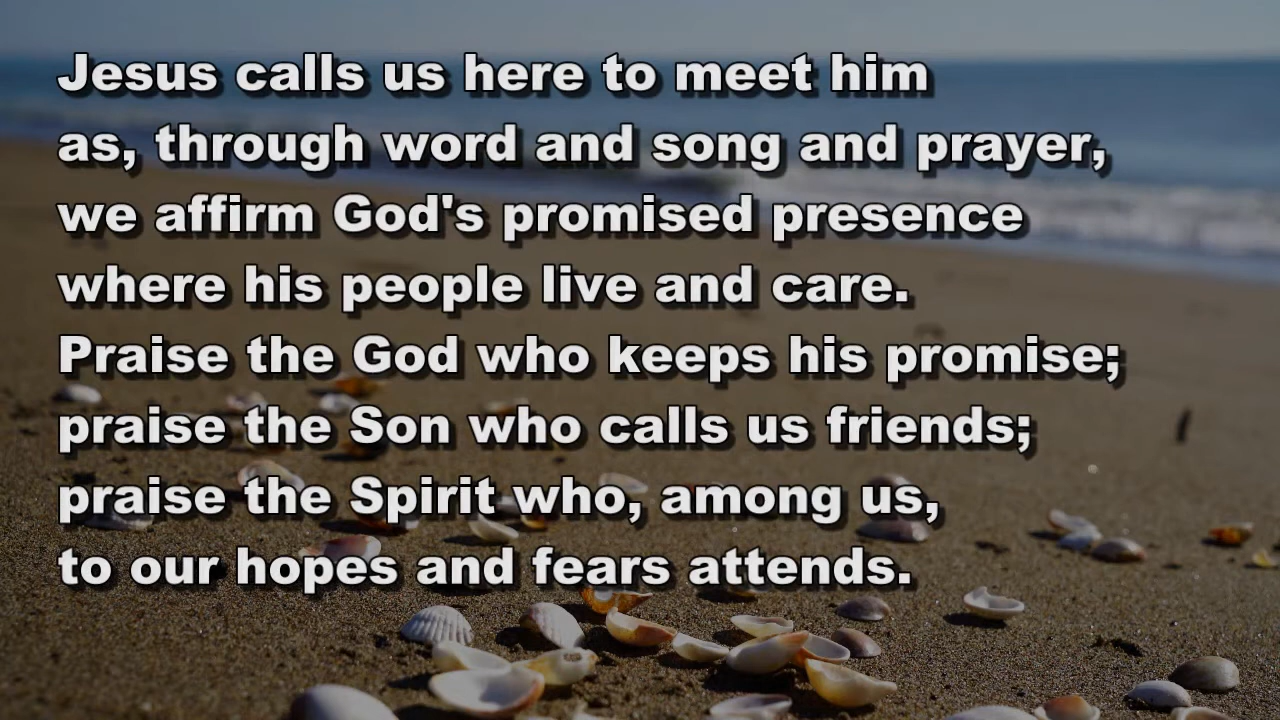 Jesus calls us here to meet him
as, through word and song and prayer,
we affirm God's promised presence
where his people live and care.
Praise the God who keeps his promise;
praise the Son who calls us friends;
praise the Spirit who, among us,
to our hopes and fears attends.